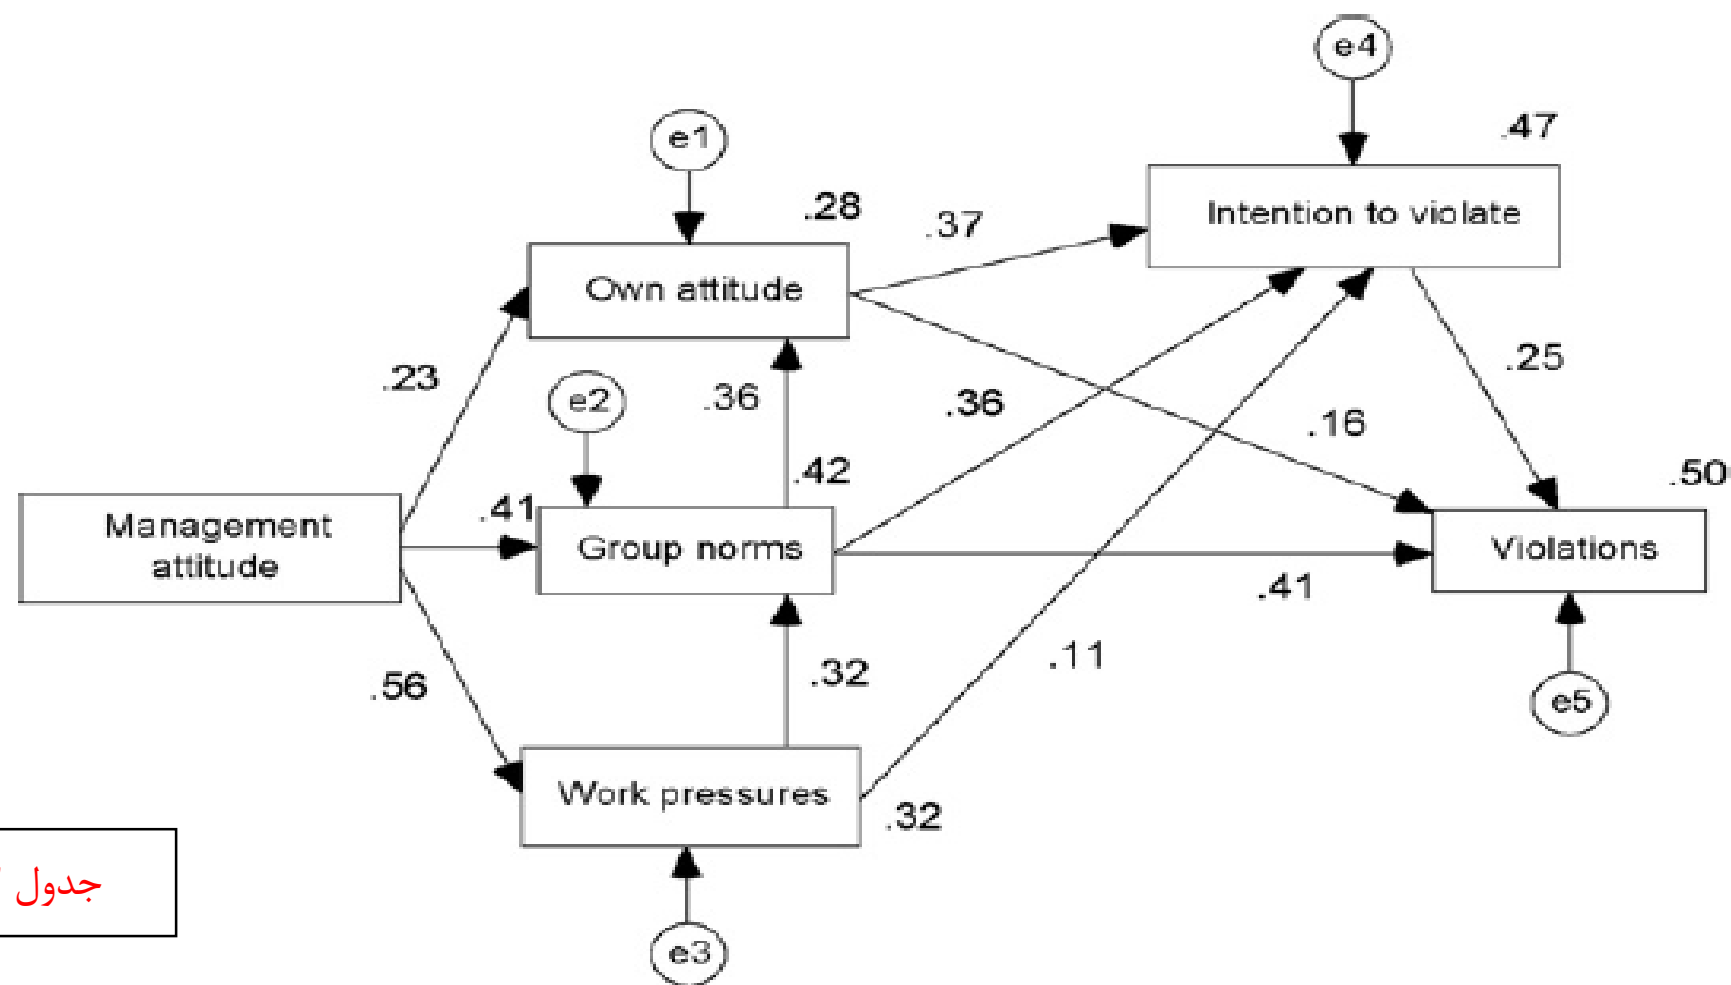 e4
.47
e1
.28
.37
Intention to violate
Own attitude
.23
e2
.36
.36
.16
.25
.42
.50
.41
Management
attitude
Group norms
Violations
.41
.56
.32
.11
e5
Work pressures
.32
جدول
e3